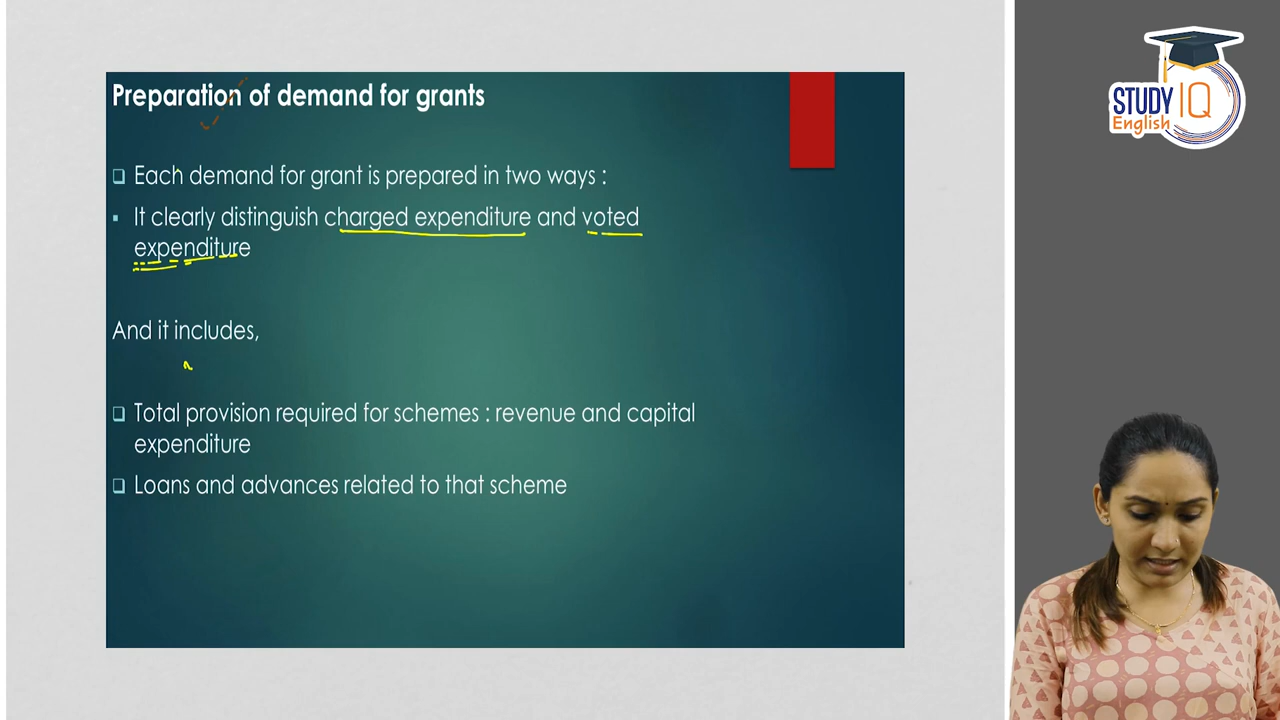 Preparation of demand for grants
Each demand for grant is prepared in two ways :
It clearly distinguish charged expenditure and voted
expenditure
And it includes,
Total provision required for schemes : revenue and capital
expenditure
Loans and advances related to that scheme
STUDY IQ
English